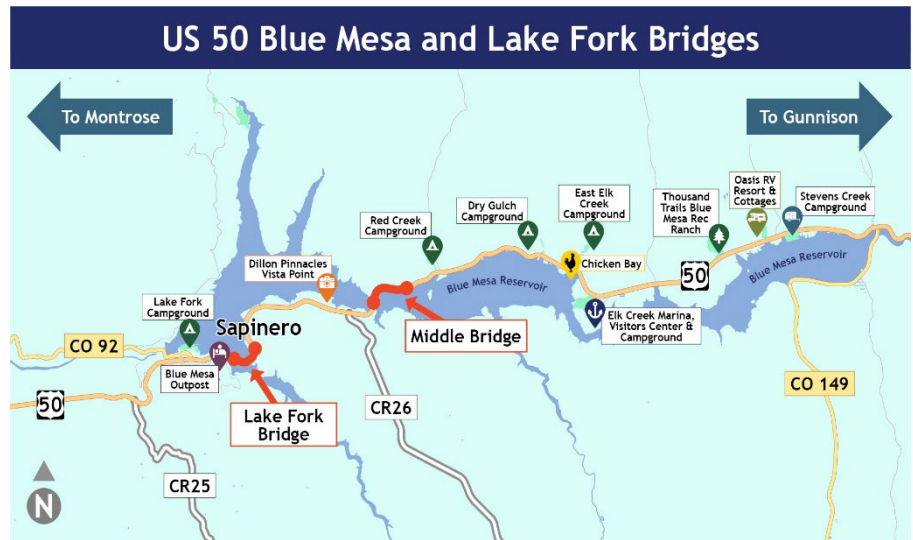 US 50 Blue Mesa and Lake Fork Bridges
To Montrose
To Gunnison
Oasis RV
Resort &
Cottages
Stevens Creek
Campground
Thousand
Trails Blue
Mesa Rec
Ranch
East Elk
Creek
Campground
Dry Gulch
Campground
Red Creek
Campground
Chicken Bay
50
Blue Mesa Reservoir
Dillon Pinnacles
Vista Point
Blue Mesa Reservoir
Lake Fork
Campground
Sapinero
Elk Creek Marina,
Visitors Center &
Campground
Middle Bridge
CO 92
Blue Mesa
Outpost
CO 149
50
Lake Fork
Bridge
CR26
CR25
N